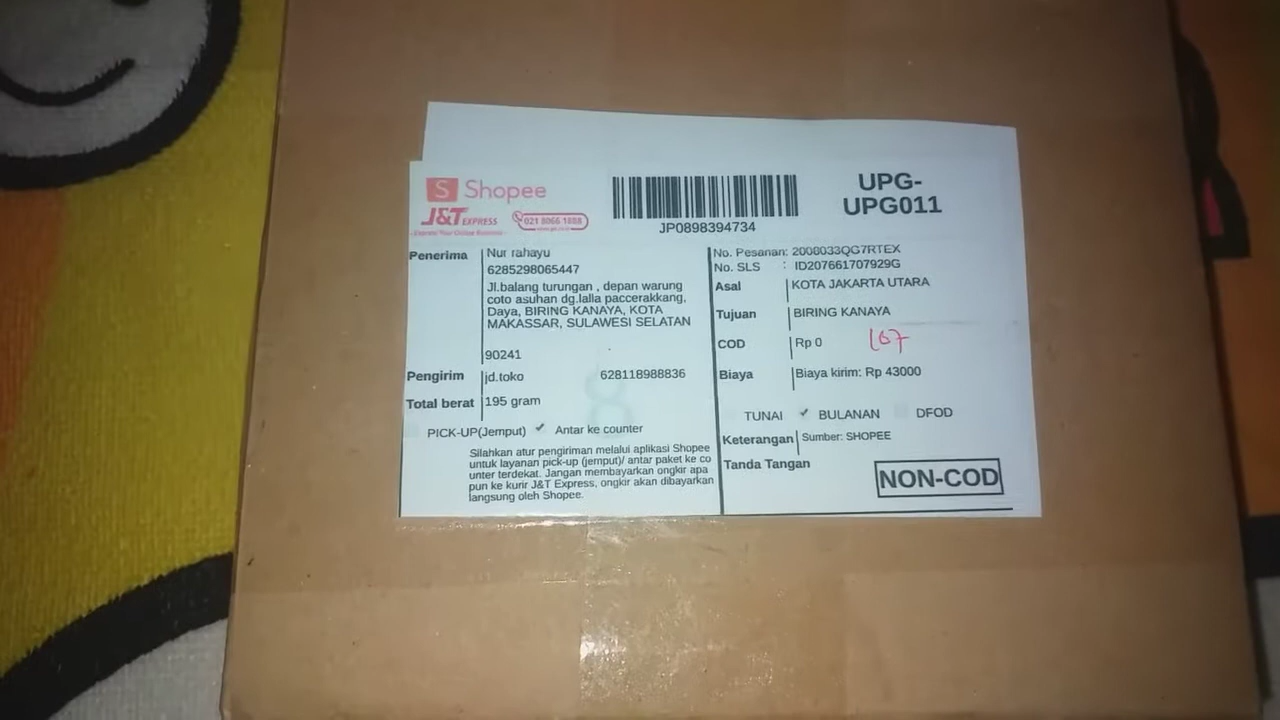 Shopee
J&T EXPRESS
Express Your Online Business
021 8066 1888
JP0898394734
UPG-
UPG011
Penerima
Nur rahayu
6285298065447
Jl.balang turungan , depan warung
coto asuhan dg.lalla paccerakkang,
Daya, BIRING KANAYA, KOTA
MAKASSAR, SULAWESI SELATAN
90241
Pengirim jd.toko 628118988836
Total berat 195 gram
PICK-UP(Jemput) ✓ Antar ke counter
Silahkan atur pengiriman melalui aplikasi Shopee
untuk layanan pick-up (jemput)/ antar paket ke co
unter terdekat. Jangan membayarkan ongkir apa
pun ke kurir J&T Express, ongkir akan dibayarkan
langsung oleh Shopee.
No. Pesanan: 2008033QG7RTEX
No. SLS : ID207661707929G
Asal KOTA JAKARTA UTARA
Tujuan BIRING KANAYA
COD Rp 0 167
Biaya Biaya kirim: Rp 43000
TUNAI ✓ BULANAN DFOD
Keterangan Sumber: SHOPEE
Tanda Tangan
NON-COD
8